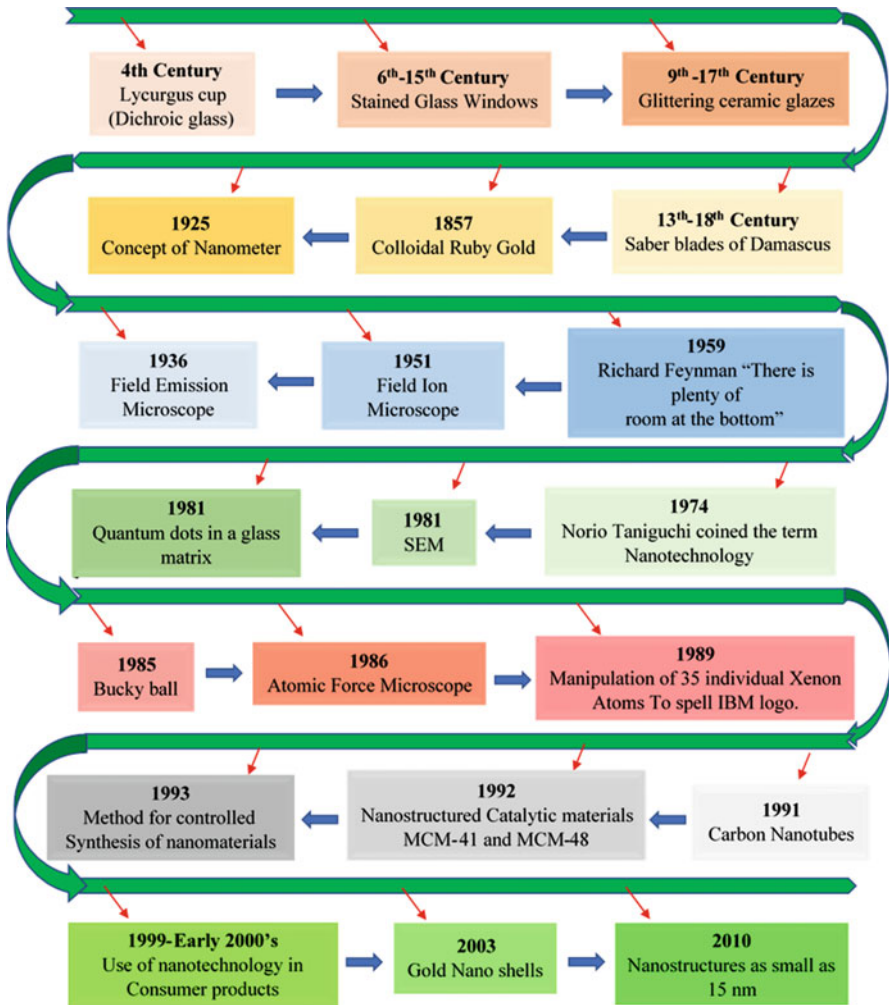 4th Century
Lycurgus cup
(Dichroic glass)
6th-15th Century
Stained Glass Windows
9th -17th Century
Glittering ceramic glazes
13th-18th Century
Saber blades of Damascus
1857
Colloidal Ruby Gold
1925
Concept of Nanometer
1936
Field Emission
Microscope
1951
Field Ion
Microscope
1959
Richard Feynman “There is
plenty of
room at the bottom”
1974
Norio Taniguchi coined the term
Nanotechnology
1981
SEM
1981
Quantum dots in a glass
matrix
1985
Bucky ball
1986
Atomic Force Microscope
1989
Manipulation of 35 individual Xenon
Atoms To spell IBM logo.
1991
Carbon Nanotubes
1992
Nanostructured Catalytic materials
MCM-41 and MCM-48
1993
Method for controlled
Synthesis of nanomaterials
1999-Early 2000’s
Use of nanotechnology in
Consumer products
2003
Gold Nano shells
2010
Nanostructures as small as
15 nm